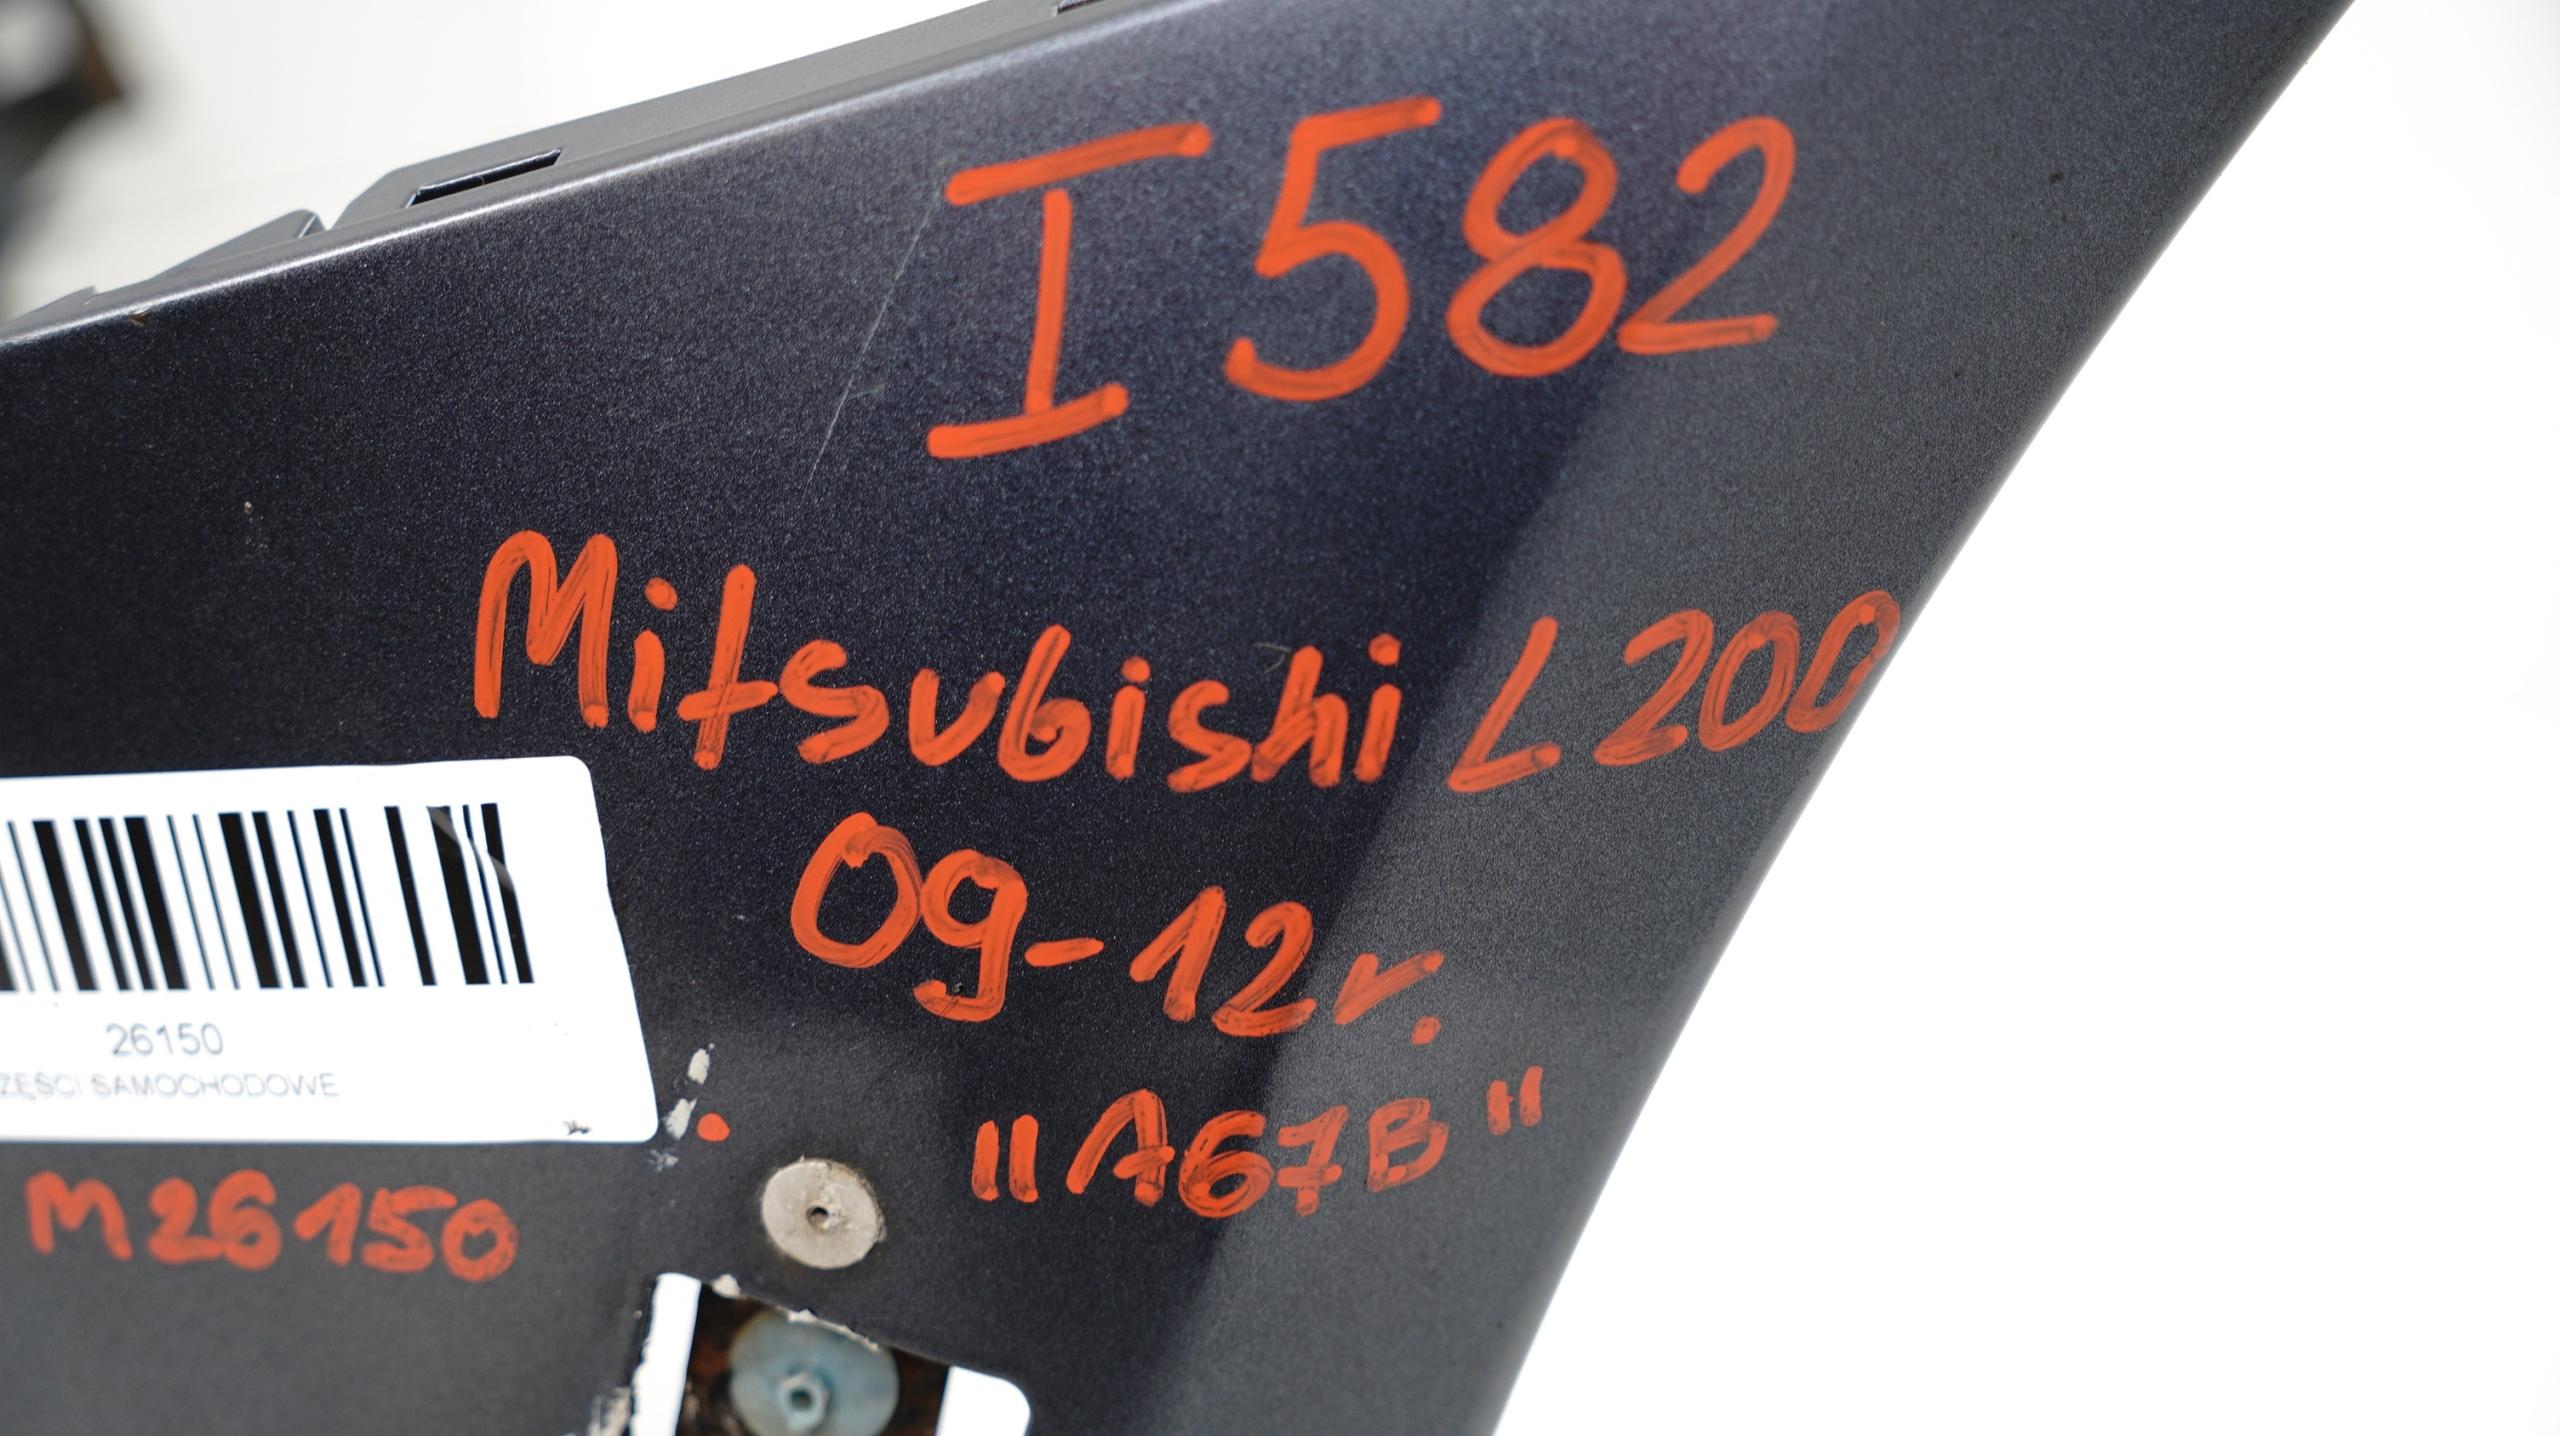 I582
Mitsubishi L200
09-12r.
"A67B"
26150
ZĘŚCI SAMOCHODOWE
M26150